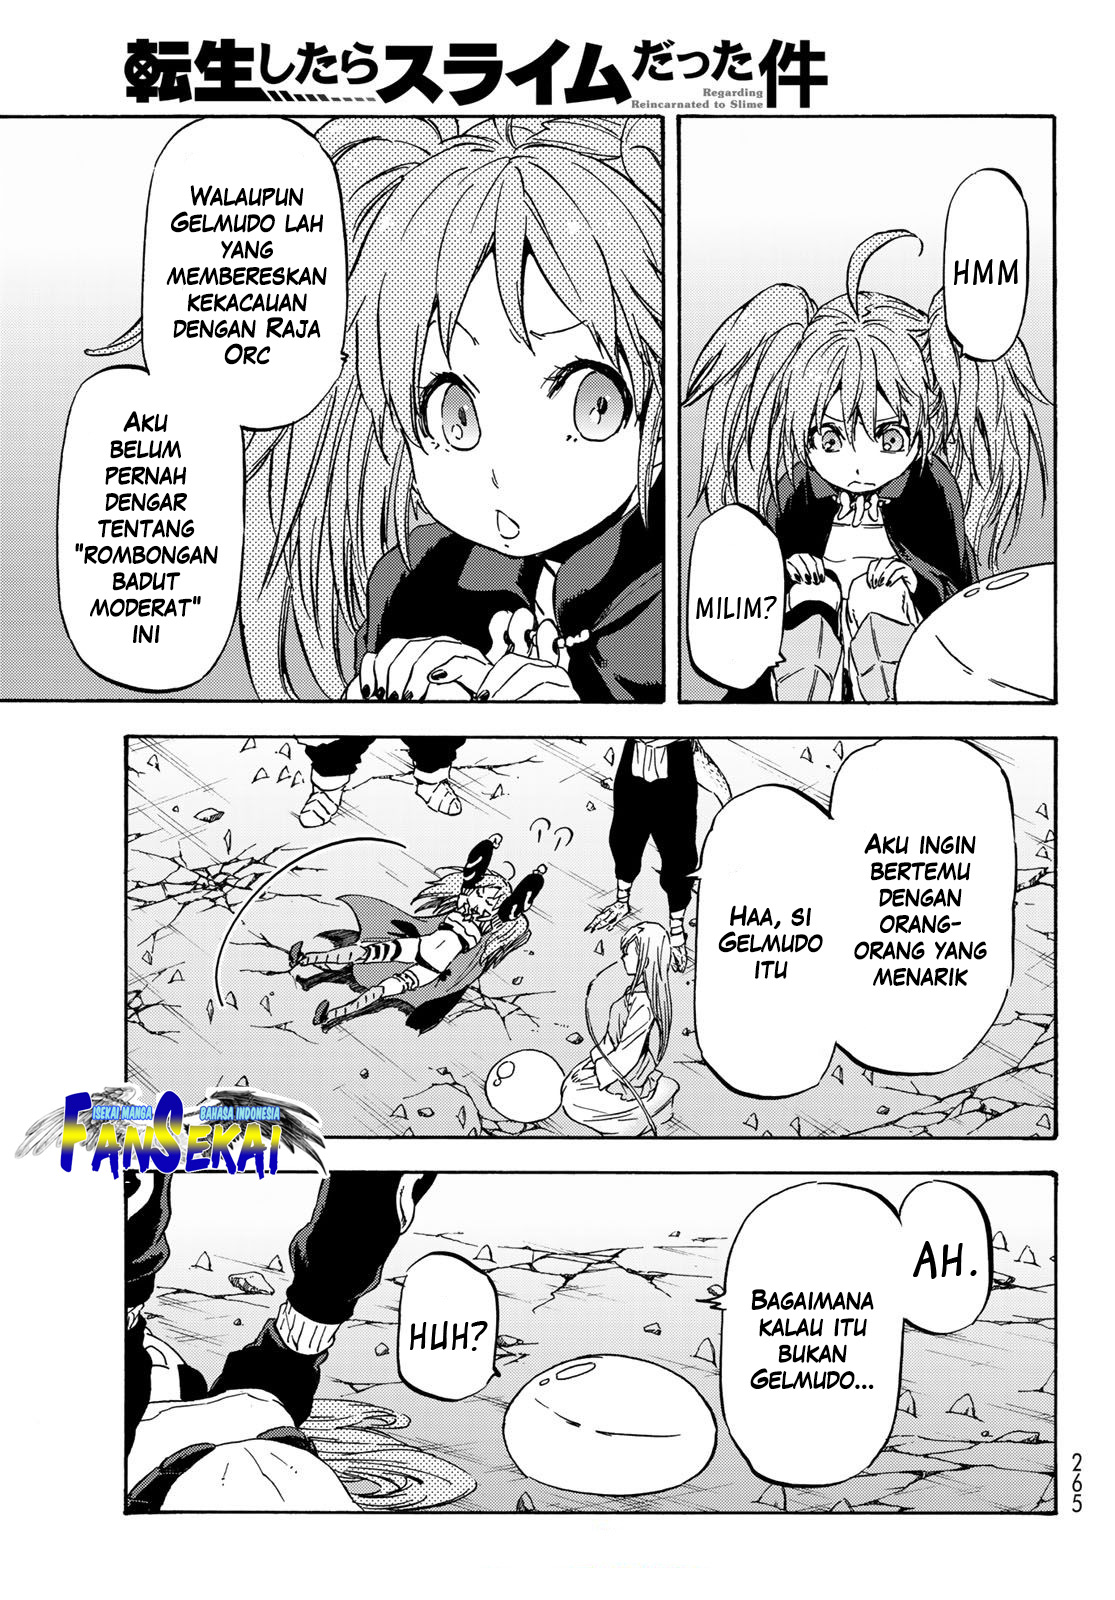 転生したらスライムだった件
Regarding
Reincarnated to Slime
HMM
MILIM?
WALAUPUN
GELMUDO LAH
YANG
MEMBERESKAN
KEKACAUAN
DENGAN RAJA
ORC
AKU
BELUM
PERNAH
DENGAR
TENTANG
"ROMBONGAN
BADUT
MODERAT"
INI
AKU INGIN
BERTEMU
DENGAN
ORANG-
ORANG YANG
MENARIK
HAA, SI
GELMUDO
ITU
ISEKAI MANGA BAHASA INDONESIA
FANSEKAI
AH.
BAGAIMANA
KALAU ITU
BUKAN
GELMUDO...
HUH?
265